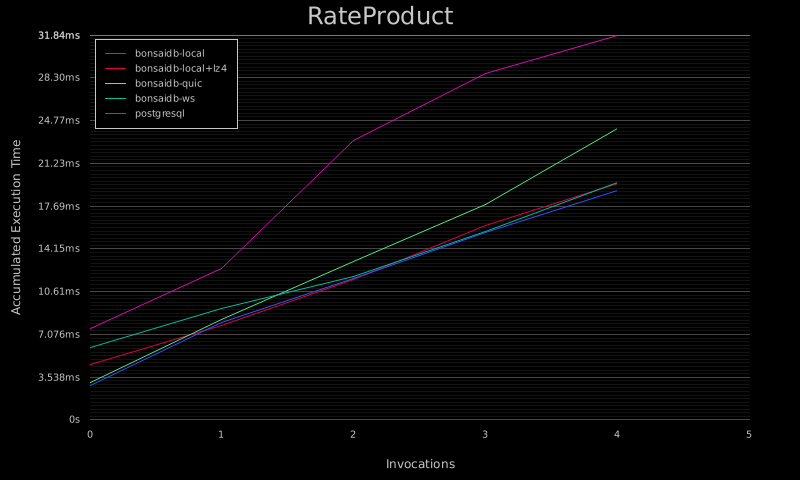 RateProduct
31.84ms
28.30ms
24.77ms
21.23ms
17.69ms
14.15ms
10.61ms
7.076ms
3.538ms
0s
bonsaidb-local
bonsaidb-local+lz4
bonsaidb-quic
bonsaidb-ws
postgresql
Accumulated Execution Time
0 1 2 3 4 5
Invocations